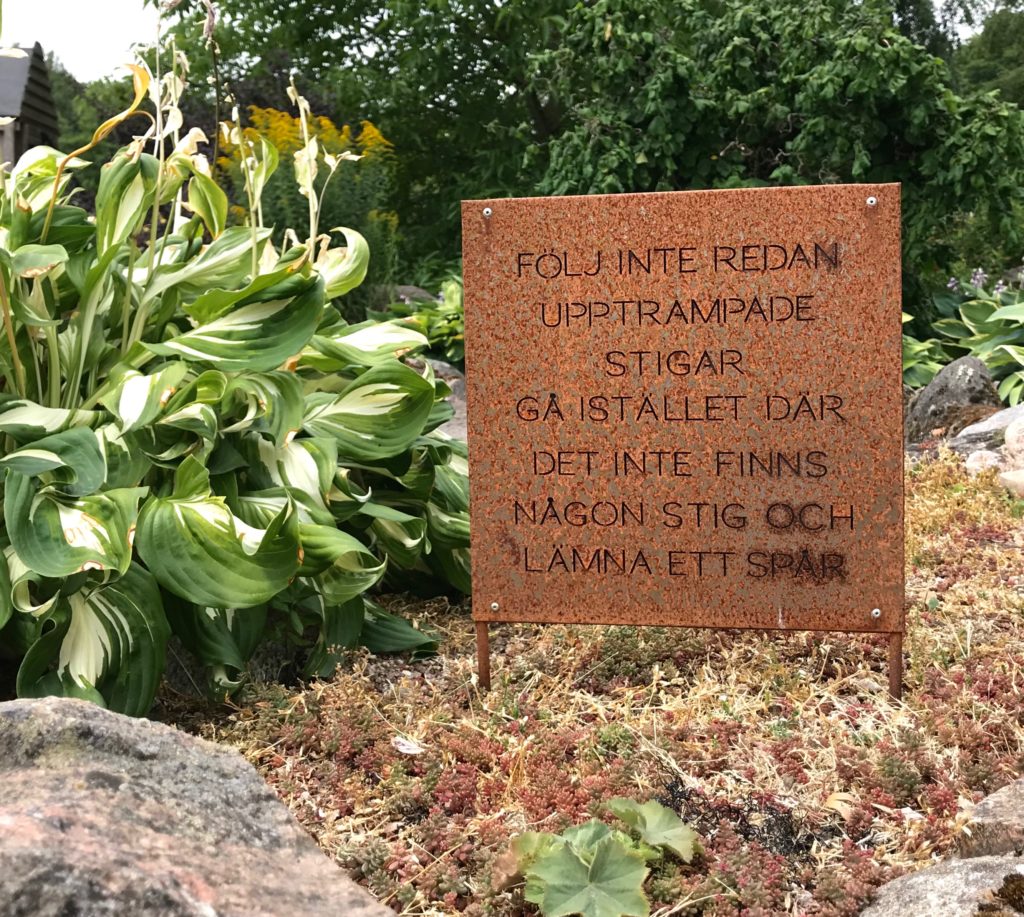 FÖLJ INTE REDAN
UPPTRAMPADE
STIGAR
GÅ ISTÄLLET DÄR
DET INTE FINNS
NÅGON STIG OCH
LÄMNA ETT SPÅR